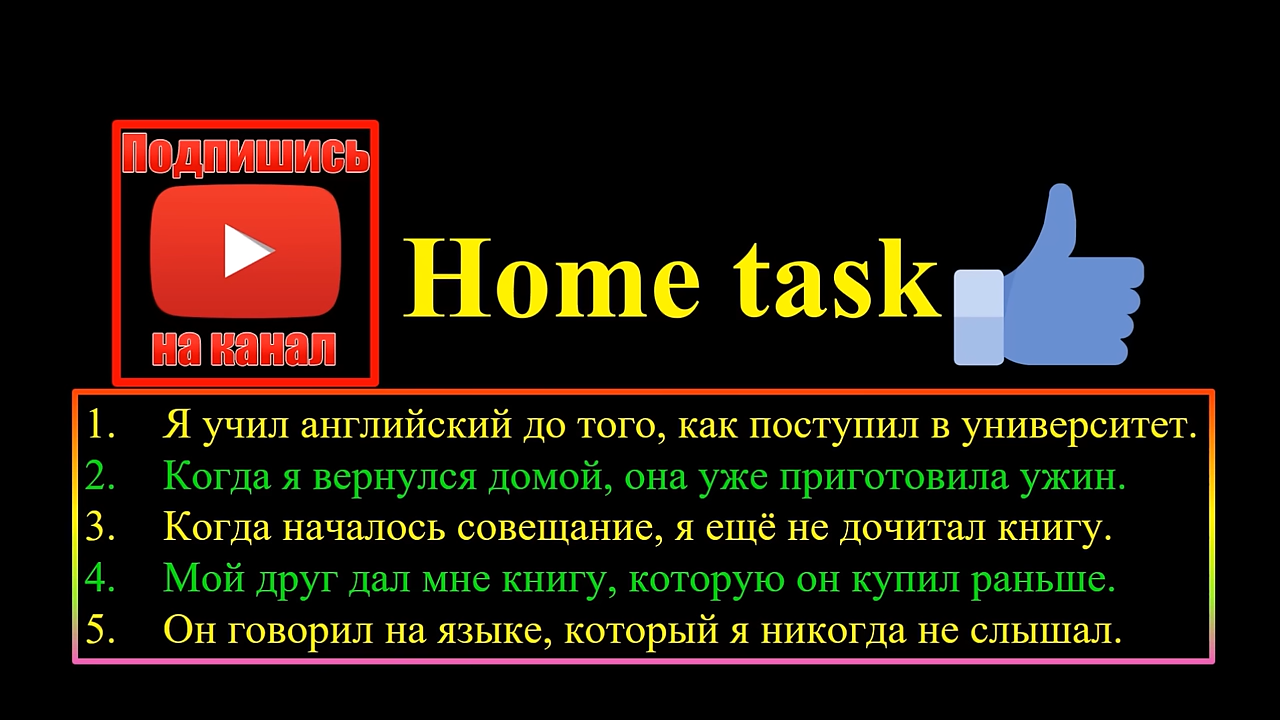 Подпишись
на канал
Home task
1. Я учил английский до того, как поступил в университет.
2. Когда я вернулся домой, она уже приготовила ужин.
3. Когда началось совещание, я ещё не дочитал книгу.
4. Мой друг дал мне книгу, которую он купил раньше.
5. Он говорил на языке, который я никогда не слышал.